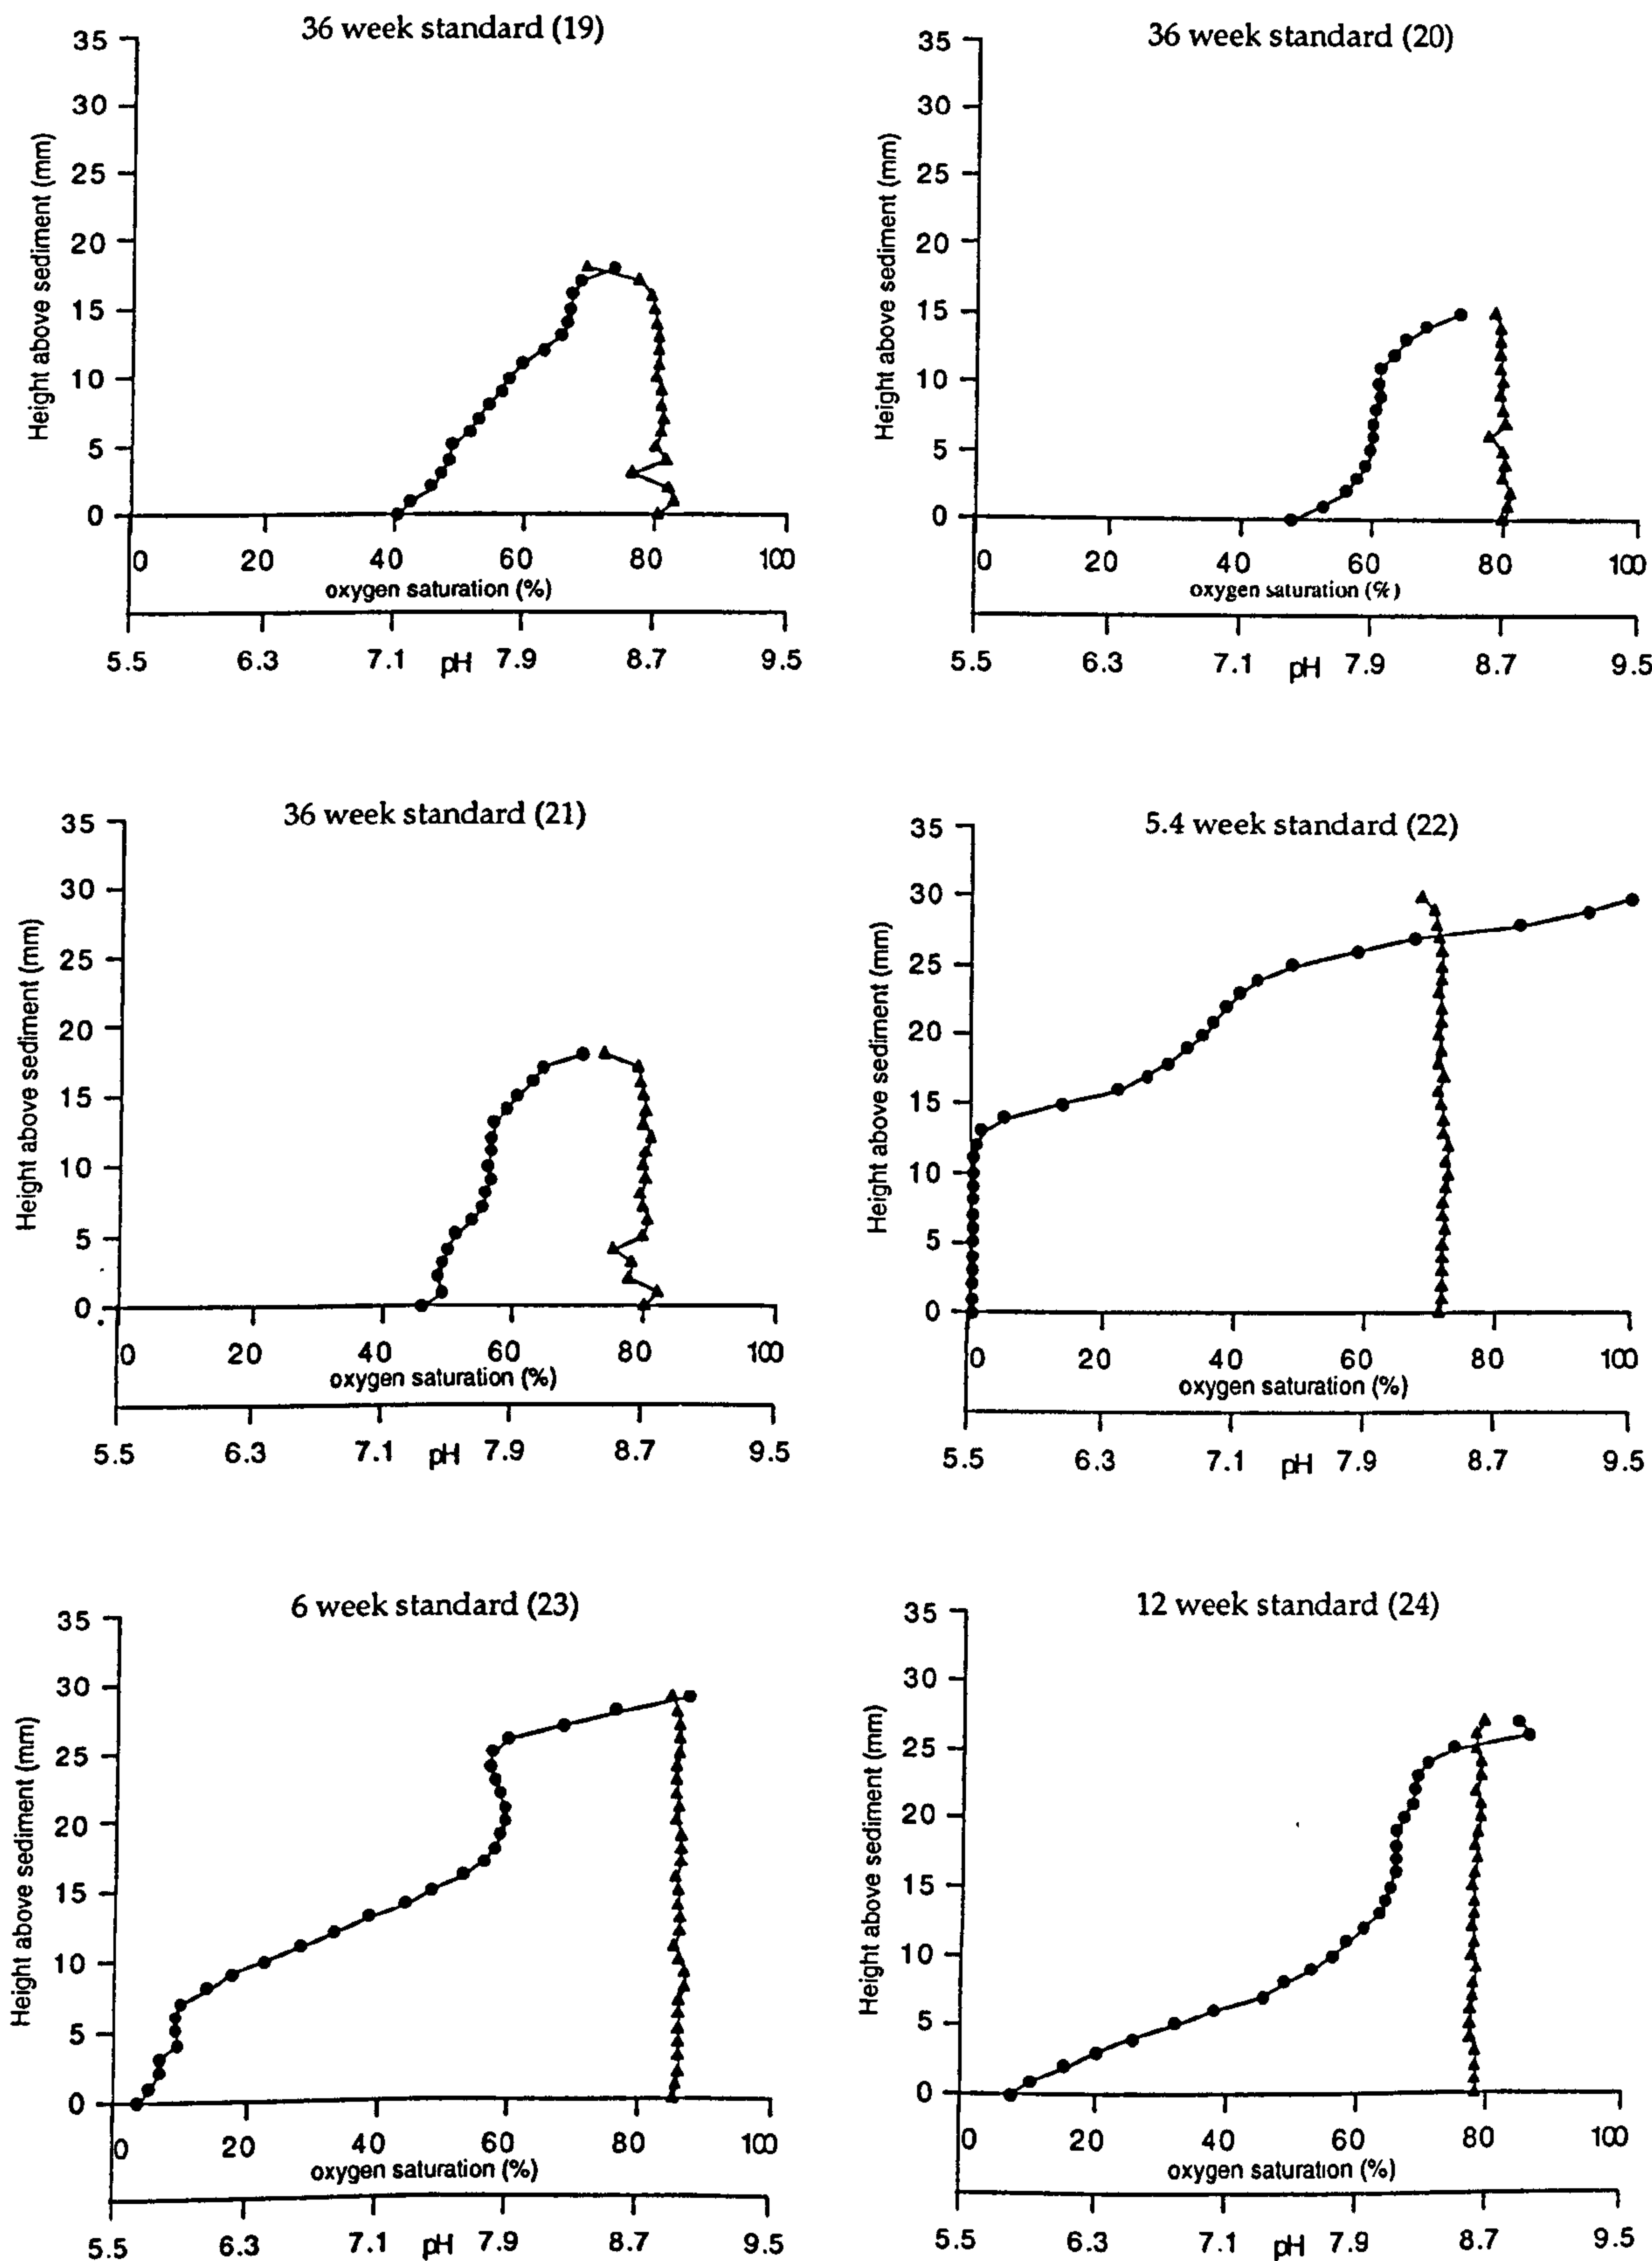 36 week standard (19)
35
30
25
20
15
10
5
0
Height above sediment (mm)
0 20 40 60 80 100
oxygen saturation (%)
5.5 6.3 7.1 pH 7.9 8.7 9.5
36 week standard (20)
35
30
25
20
15
10
5
0
Height above sediment (mm)
0 20 40 60 80 100
oxygen saturation (%)
5.5 6.3 7.1 pH 7.9 8.7 9.5
36 week standard (21)
35
30
25
20
15
10
5
0
Height above sediment (mm)
0 20 40 60 80 100
oxygen saturation (%)
5.5 6.3 7.1 pH 7.9 8.7 9.5
5.4 week standard (22)
35
30
25
20
15
10
5
0
Height above sediment (mm)
0 20 40 60 80 100
oxygen saturation (%)
5.5 6.3 7.1 pH 7.9 8.7 9.5
6 week standard (23)
35
30
25
20
15
10
5
0
Height above sediment (mm)
0 20 40 60 80 100
oxygen saturation (%)
5.5 6.3 7.1 pH 7.9 8.7 9.5
12 week standard (24)
35
30
25
20
15
10
5
0
Height above sediment (mm)
0 20 40 60 80 100
oxygen saturation (%)
5.5 6.3 7.1 pH 7.9 8.7 9.5